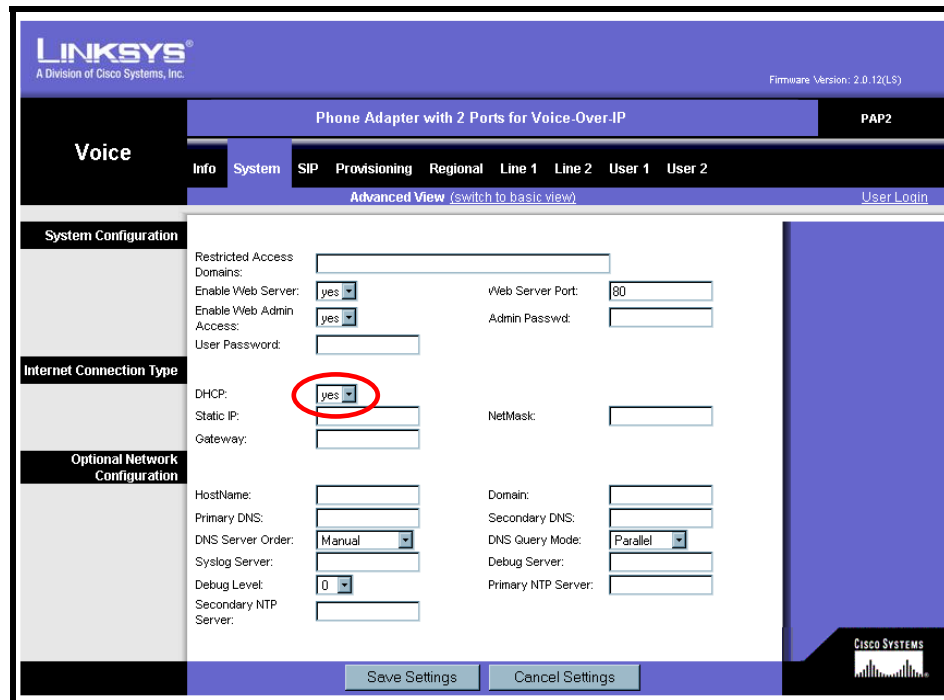 LINKSYS®
A Division of Cisco Systems, Inc.
Firmware Version: 2.0.12(LS)
Phone Adapter with 2 Ports for Voice-Over-IP PAP2
Voice
Info System SIP Provisioning Regional Line 1 Line 2 User 1 User 2
Advanced View (switch to basic view) User Login
System Configuration
Restricted Access
Domains:
Enable Web Server: yes Web Server Port: 80
Enable Web Admin
Access: yes Admin Passwd:
User Password:
Internet Connection Type
DHCP: yes
Static IP: NetMask:
Gateway:
Optional Network
Configuration
HostName: Domain:
Primary DNS: Secondary DNS:
DNS Server Order: Manual DNS Query Mode: Parallel
Syslog Server: Debug Server:
Debug Level: 0 Primary NTP Server:
Secondary NTP
Server:
CISCO SYSTEMS
Save Settings Cancel Settings